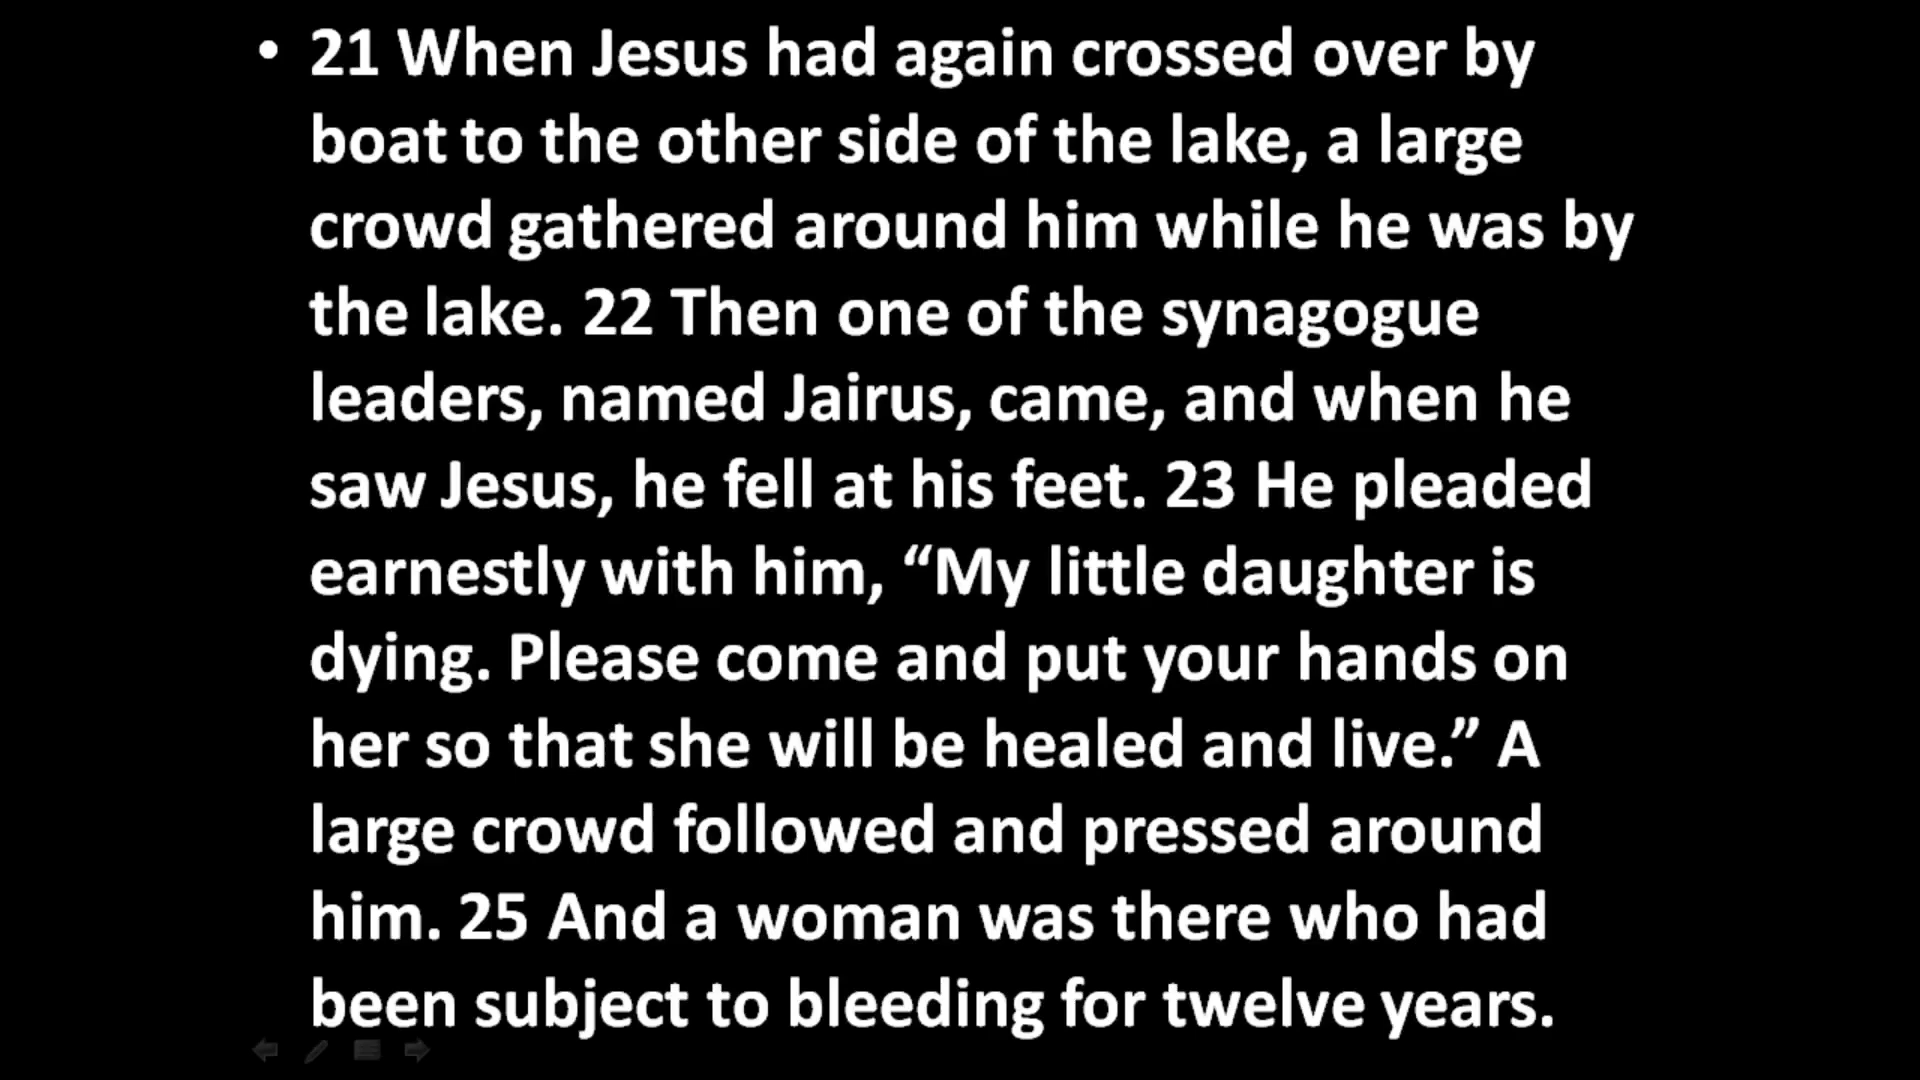 • 21 When Jesus had again crossed over by
boat to the other side of the lake, a large
crowd gathered around him while he was by
the lake. 22 Then one of the synagogue
leaders, named Jairus, came, and when he
saw Jesus, he fell at his feet. 23 He pleaded
earnestly with him, “My little daughter is
dying. Please come and put your hands on
her so that she will be healed and live.” A
large crowd followed and pressed around
him. 25 And a woman was there who had
been subject to bleeding for twelve years.